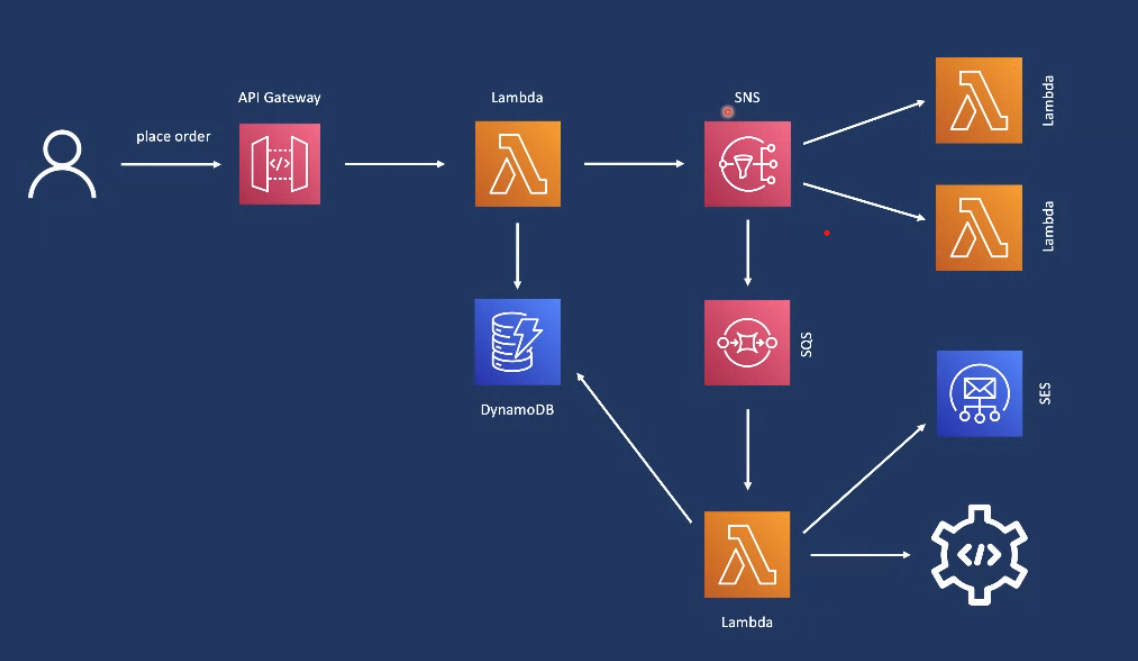 API Gateway
Lambda
SNS
place order
Lambda
Lambda
SQS
SES
DynamoDB
Lambda